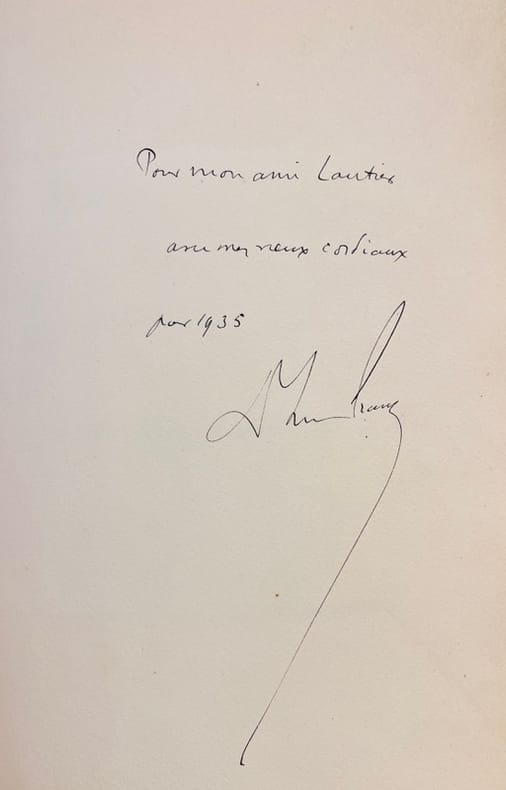 Pour mon ami Lautier
avec mes vœux cordiaux
pour 1935